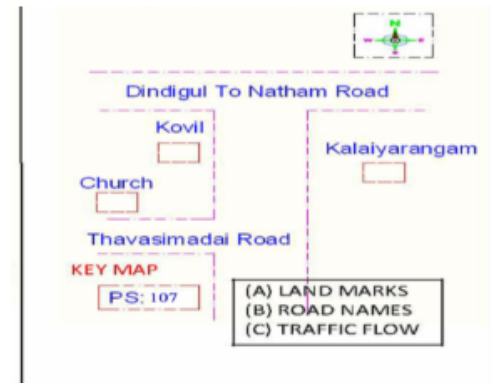 N
Dindigul To Natham Road
Kovil
Kalaiyarangam
Church
Thavasimadai Road
KEY MAP
PS: 107
(A) LAND MARKS
(B) ROAD NAMES
(C) TRAFFIC FLOW